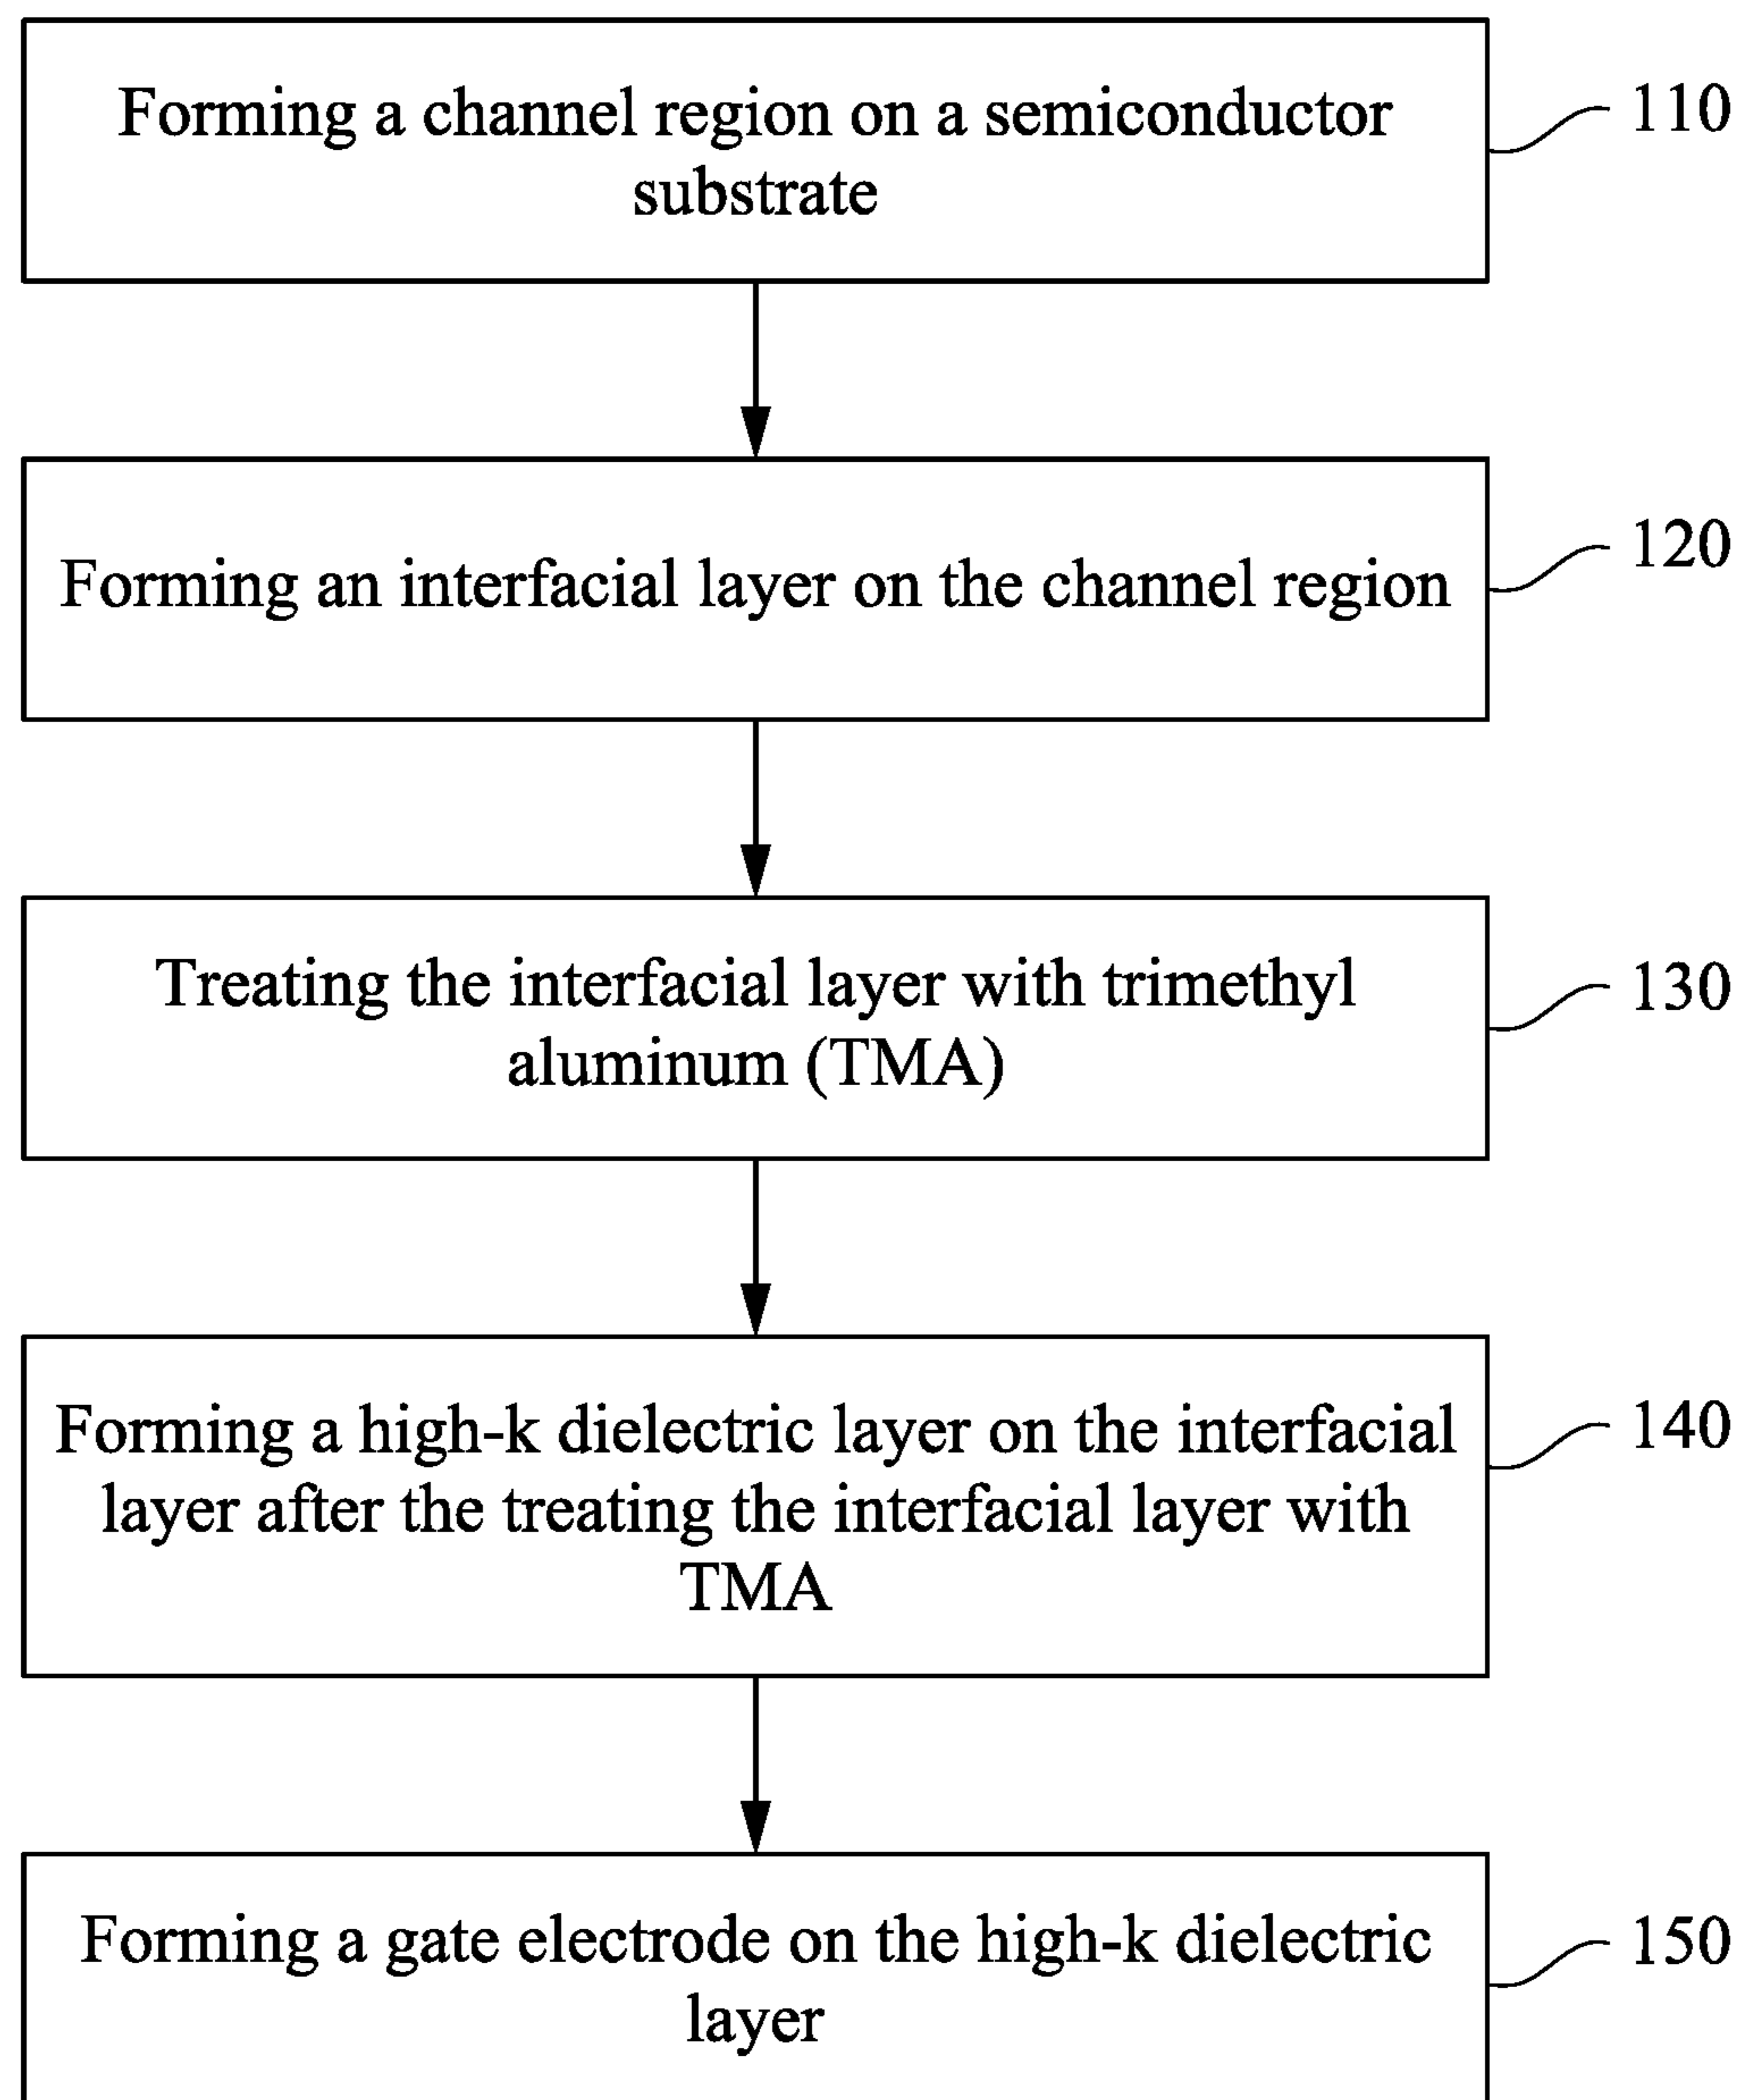 Forming a channel region on a semiconductor
substrate
110
Forming an interfacial layer on the channel region
120
Treating the interfacial layer with trimethyl
aluminum (TMA)
130
Forming a high-k dielectric layer on the interfacial
layer after the treating the interfacial layer with
TMA
140
Forming a gate electrode on the high-k dielectric
layer
150